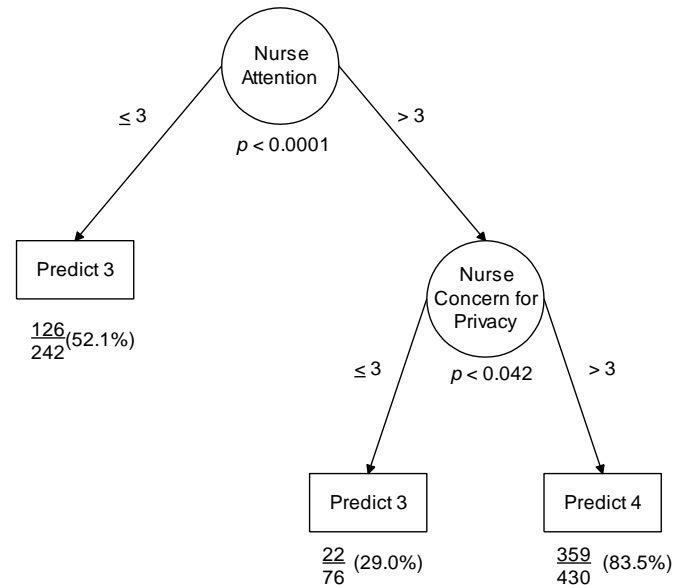 Nurse
Attention
≤ 3
> 3
p < 0.0001
Predict 3
126
242 (52.1%)
Nurse
Concern for
Privacy
≤ 3
> 3
p < 0.042
Predict 3
Predict 4
22
76 (29.0%)
359
430 (83.5%)